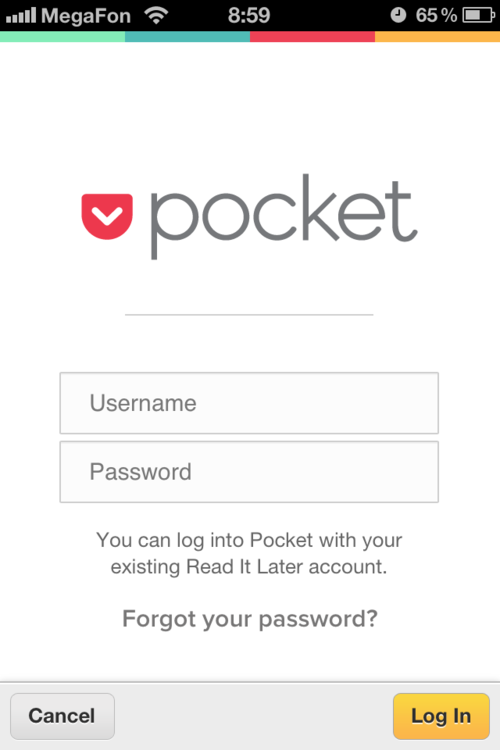 MegaFon 8:59 65%
pocket
Username
Password
You can log into Pocket with your
existing Read It Later account.
Forgot your password?
Cancel Log In